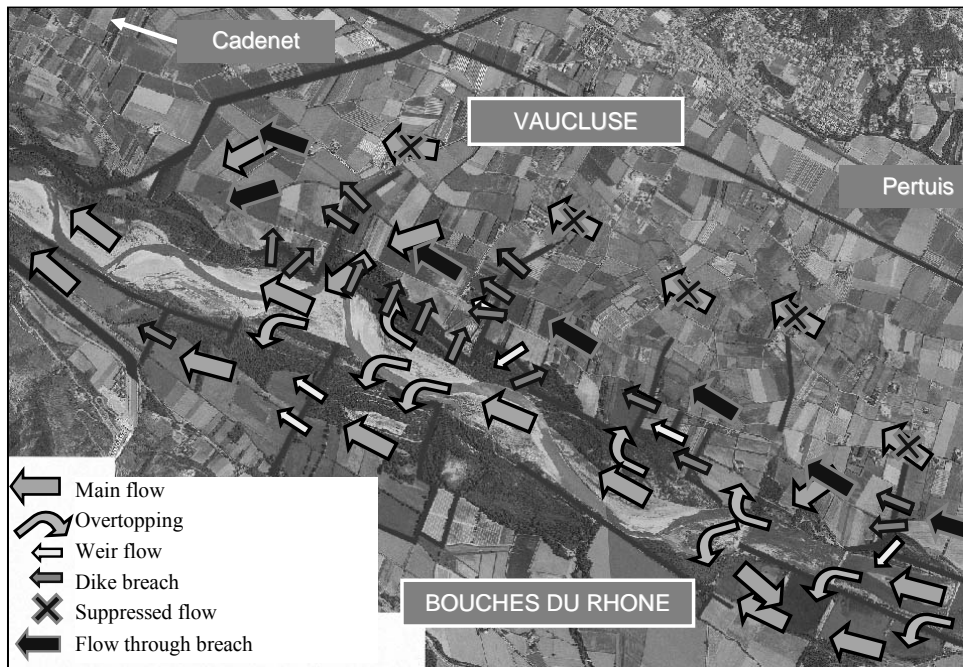 Cadenet
VAUCLUSE
Pertuis
BOUCHES DU RHONE
Main flow
Overtopping
Weir flow
Dike breach
Suppressed flow
Flow through breach